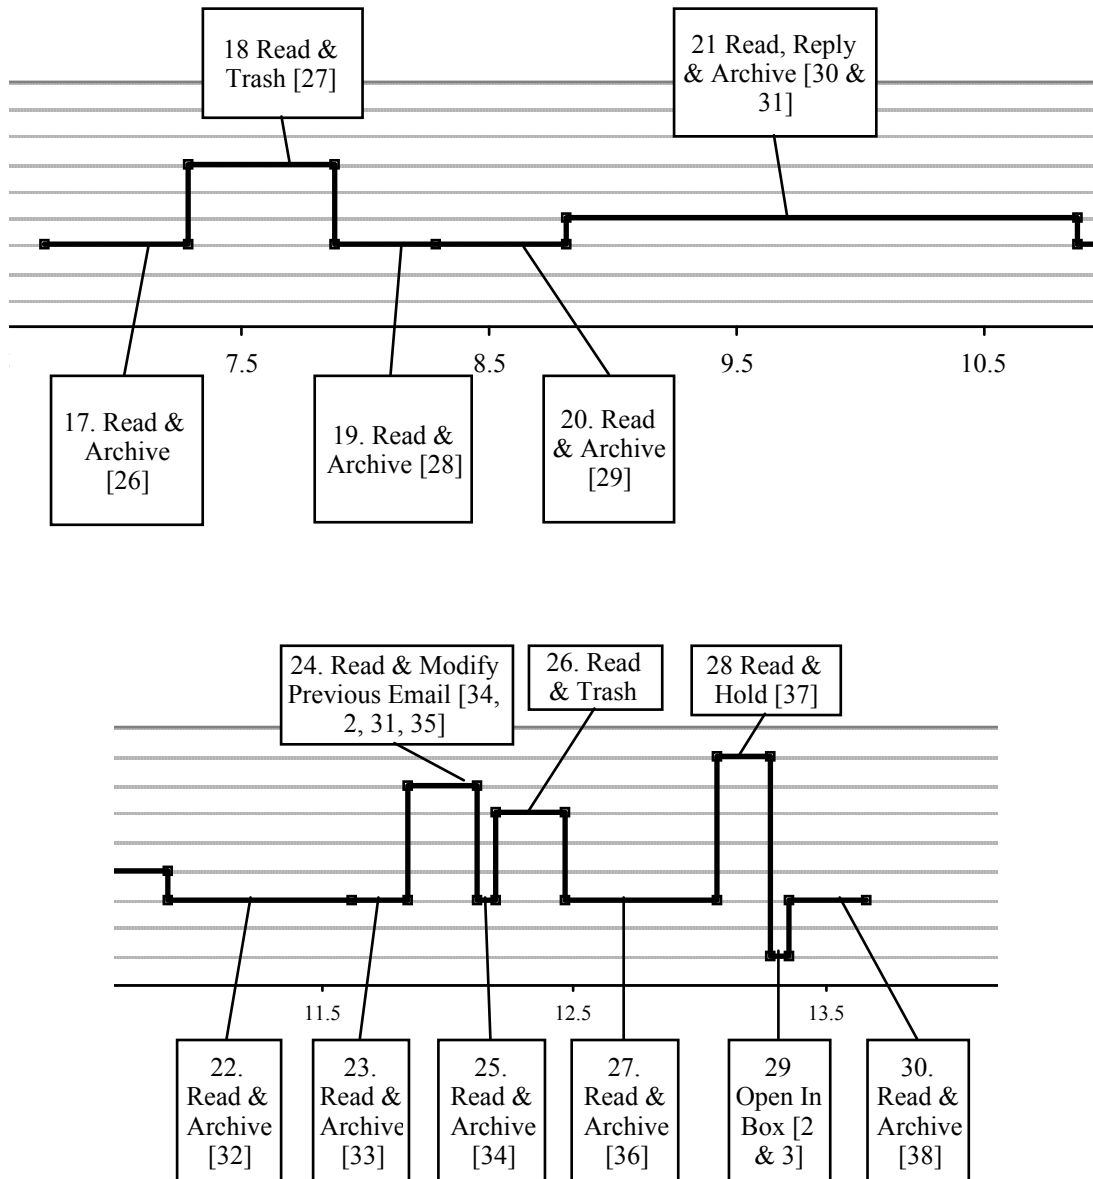 18 Read &
Trash [27]
21 Read, Reply
& Archive [30 &
31]
7.5
8.5
9.5
10.5
17. Read &
Archive
[26]
19. Read &
Archive [28]
20. Read
& Archive
[29]
24. Read & Modify
Previous Email [34,
2, 31, 35]
26. Read
& Trash
28 Read &
Hold [37]
11.5
12.5
13.5
22.
Read &
Archive
[32]
23.
Read &
Archive
[33]
25.
Read &
Archive
[34]
27.
Read &
Archive
[36]
29
Open In
Box [2
& 3]
30.
Read &
Archive
[38]